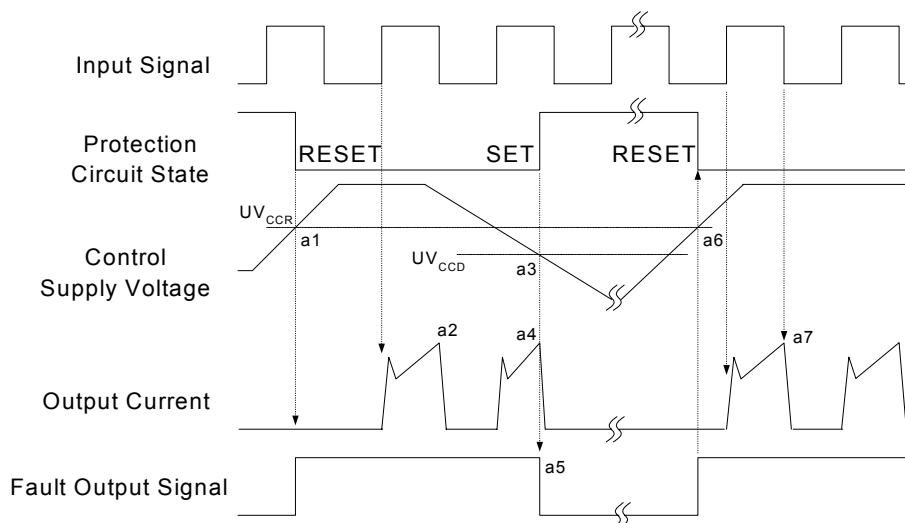 Input Signal
Protection
Circuit State
RESET
SET
RESET
UVCCR
a1
a6
UVCCD
a3
Control
Supply Voltage
a2
a4
a7
Output Current
a5
Fault Output Signal